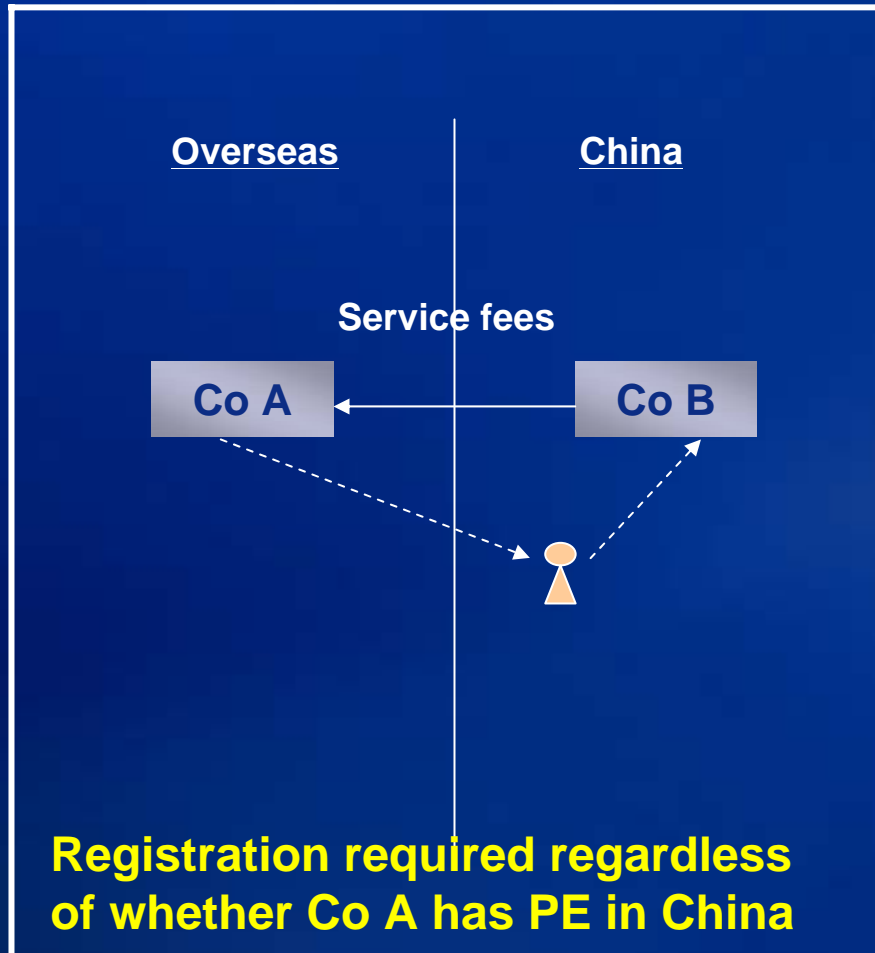 Overseas China
Service fees
Co A Co B
Registration required regardless
of whether Co A has PE in China